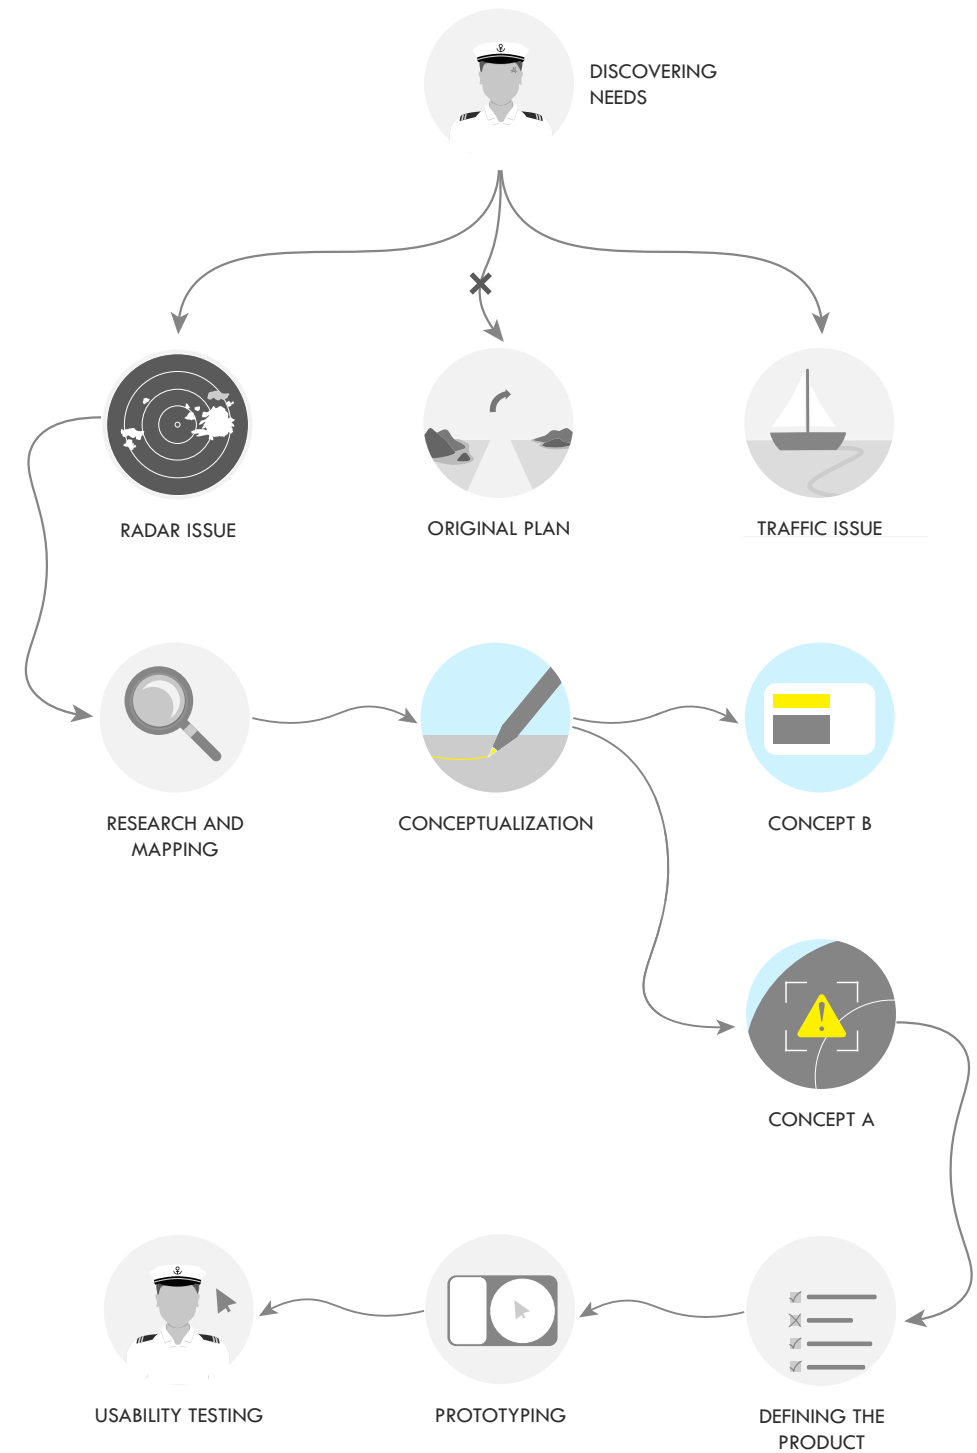 DISCOVERING
NEEDS
RADAR ISSUE
ORIGINAL PLAN
TRAFFIC ISSUE
RESEARCH AND
MAPPING
CONCEPTUALIZATION
CONCEPT B
CONCEPT A
USABILITY TESTING
PROTOTYPING
DEFINING THE
PRODUCT